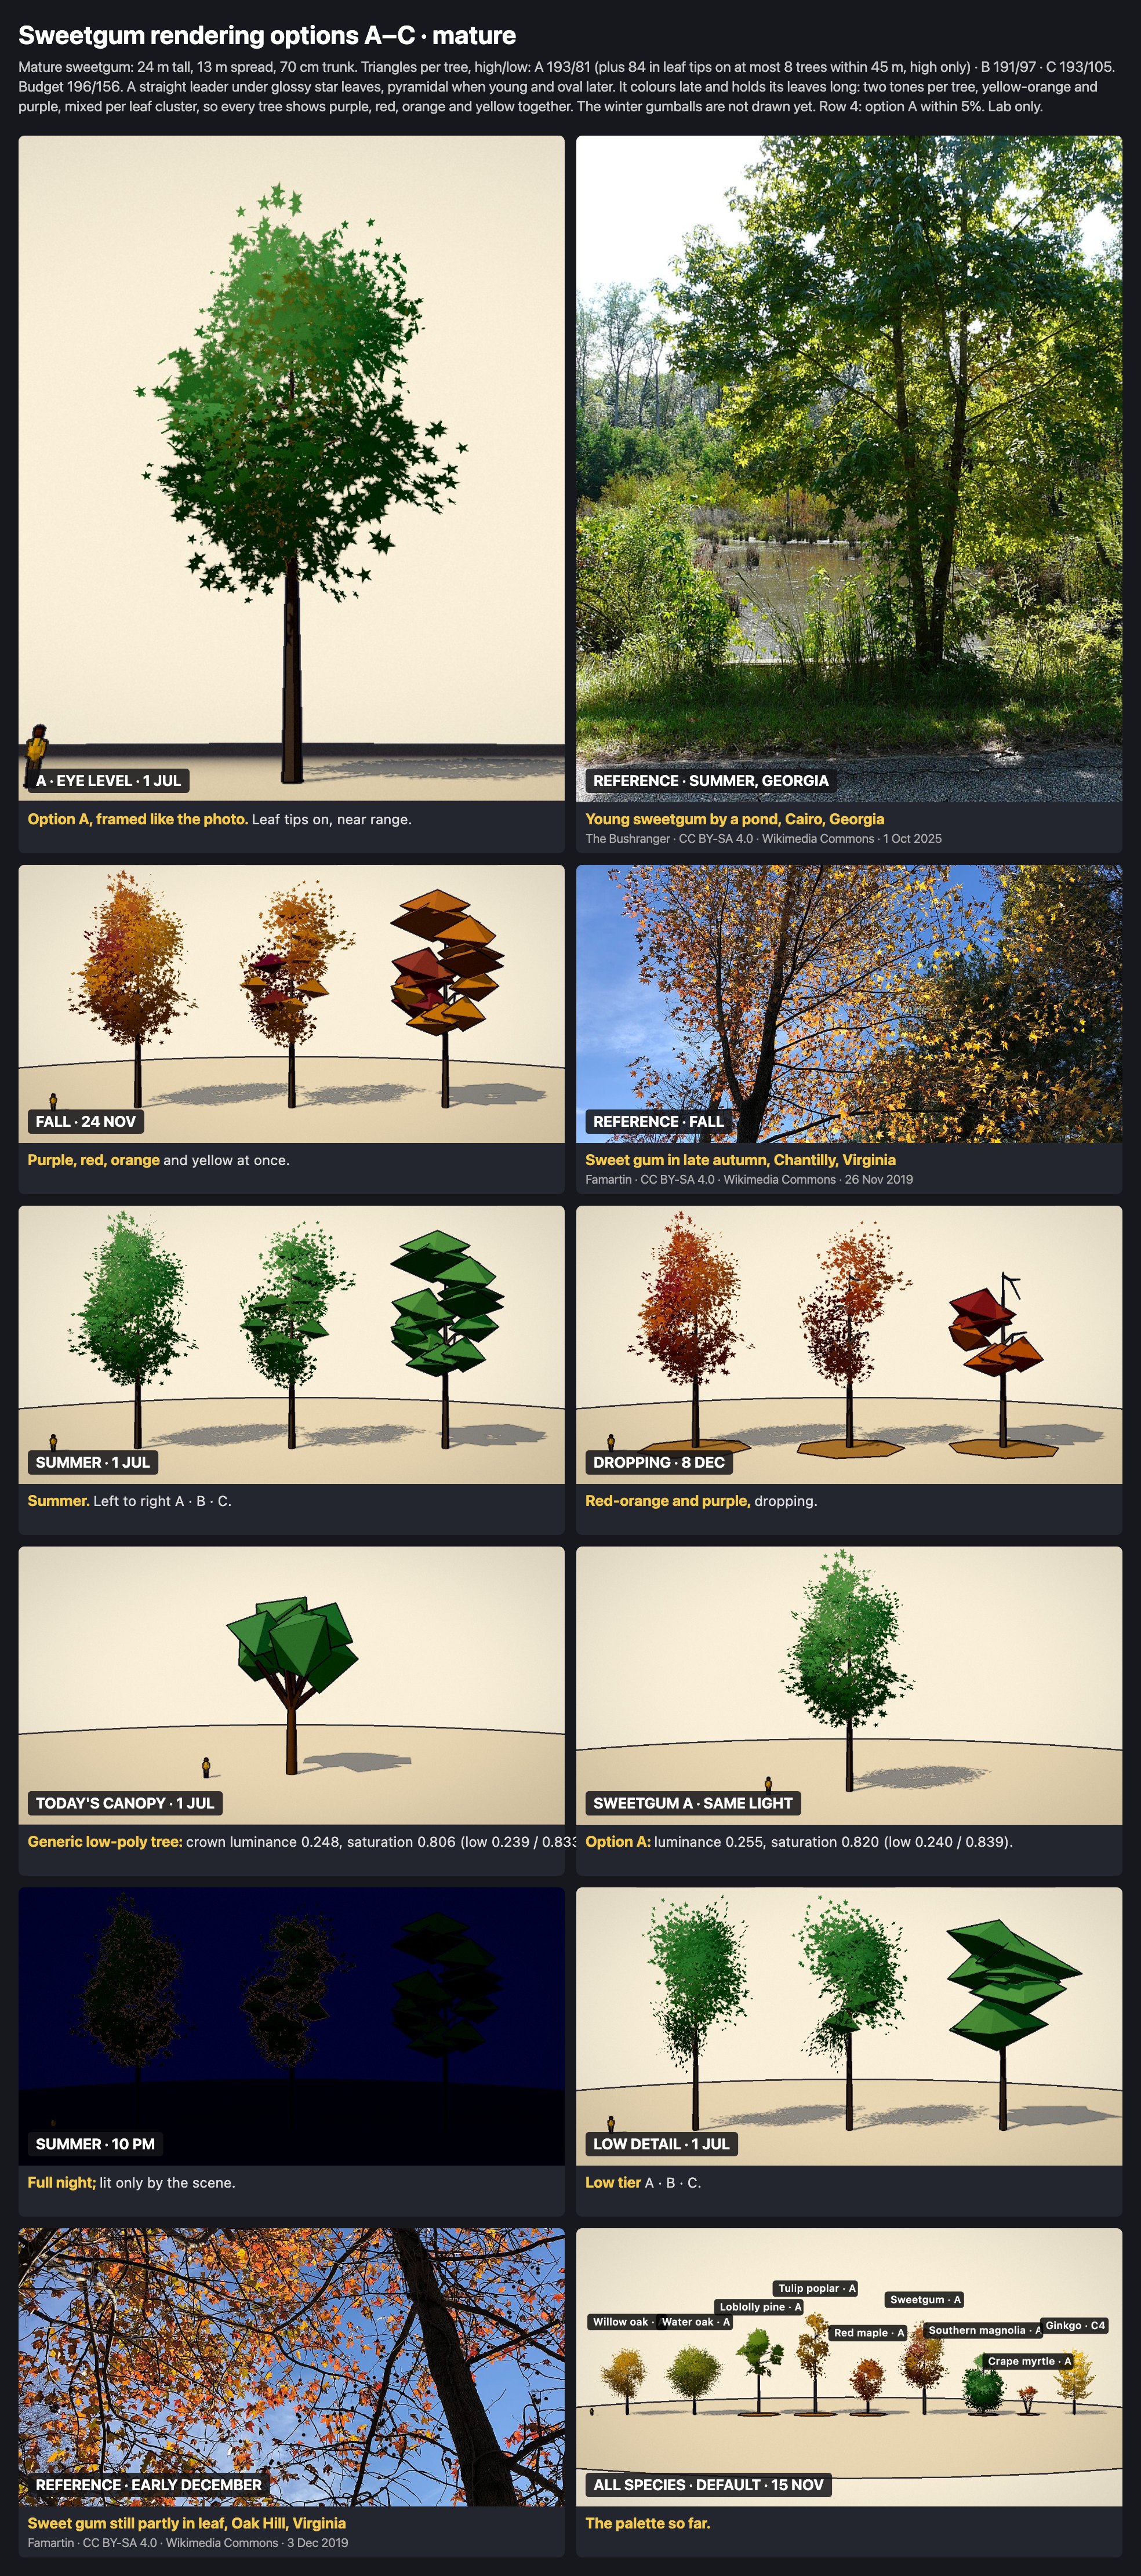 Sweetgum rendering options A–C · mature
Mature sweetgum: 24 m tall, 13 m spread, 70 cm trunk. Triangles per tree, high/low: A 193/81 (plus 84 in leaf tips on at most 8 trees within 45 m, high only) · B 191/97 · C 193/105.
Budget 196/156. A straight leader under glossy star leaves, pyramidal when young and oval later. It colours late and holds its leaves long: two tones per tree, yellow-orange and
purple, mixed per leaf cluster, so every tree shows purple, red, orange and yellow together. The winter gumballs are not drawn yet. Row 4: option A within 5%. Lab only.
A · EYE LEVEL · 1 JUL
Option A, framed like the photo. Leaf tips on, near range.
REFERENCE · SUMMER, GEORGIA
Young sweetgum by a pond, Cairo, Georgia
The Bushranger · CC BY-SA 4.0 · Wikimedia Commons · 1 Oct 2025
FALL · 24 NOV
Purple, red, orange and yellow at once.
REFERENCE · FALL
Sweet gum in late autumn, Chantilly, Virginia
Famartin · CC BY-SA 4.0 · Wikimedia Commons · 26 Nov 2019
SUMMER · 1 JUL
Summer. Left to right A · B · C.
DROPPING · 8 DEC
Red-orange and purple, dropping.
TODAY'S CANOPY · 1 JUL
Generic low-poly tree: crown luminance 0.248, saturation 0.806 (low 0.239 / 0.833
SWEETGUM A · SAME LIGHT
Option A: luminance 0.255, saturation 0.820 (low 0.240 / 0.839).
SUMMER · 10 PM
Full night; lit only by the scene.
LOW DETAIL · 1 JUL
Low tier A · B · C.
REFERENCE · EARLY DECEMBER
Sweet gum still partly in leaf, Oak Hill, Virginia
Famartin · CC BY-SA 4.0 · Wikimedia Commons · 3 Dec 2019
Tulip poplar · A
Sweetgum · A
Loblolly pine · A
Willow oak ·
Water oak · A
Red maple · A
Southern magnolia · A
Ginkgo · C4
Crape myrtle · A
ALL SPECIES · DEFAULT · 15 NOV
The palette so far.